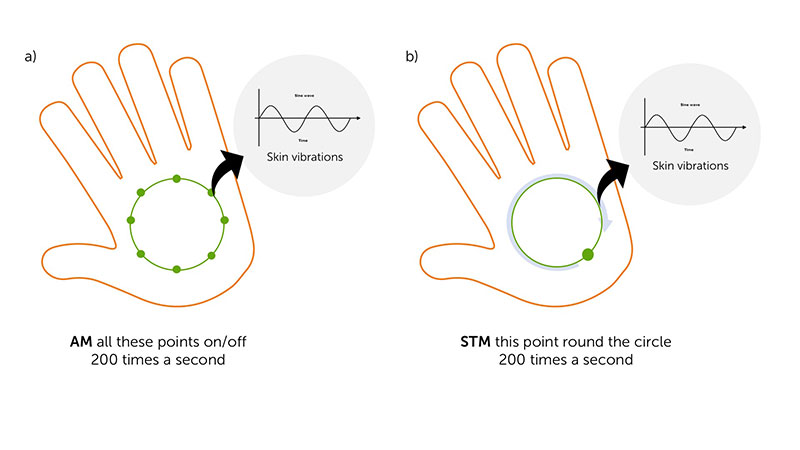 a)
Sine wave
Time
Skin vibrations
AM all these points on/off
200 times a second
b)
Sine wave
Time
Skin vibrations
STM this point round the circle
200 times a second